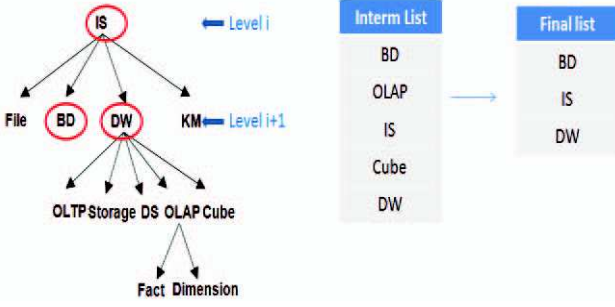 IS
Level i
File BD DW KM Level i+1
OLTP Storage DS OLAP Cube
Fact Dimension
Interm List
BD
OLAP
IS
Cube
DW
Final list
BD
IS
DW